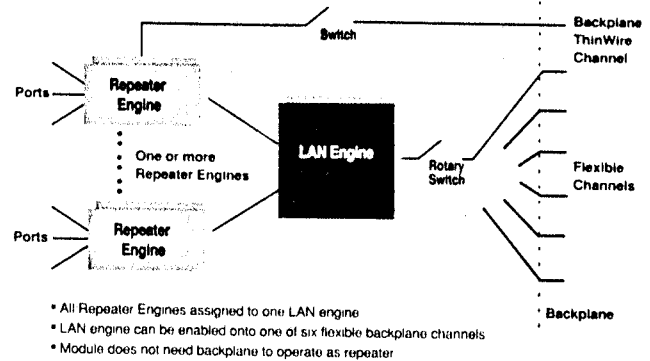 Switch
Backplane
ThinWire
Channel
Ports
Repeater
Engine
One or more
Repeater Engines
LAN Engine
Rotary
Switch
Flexible
Channels
Ports
Repeater
Engine
Backplane
• All Repeater Engines assigned to one LAN engine
• LAN engine can be enabled onto one of six flexible backplane channels
• Module does not need backplane to operate as repeater